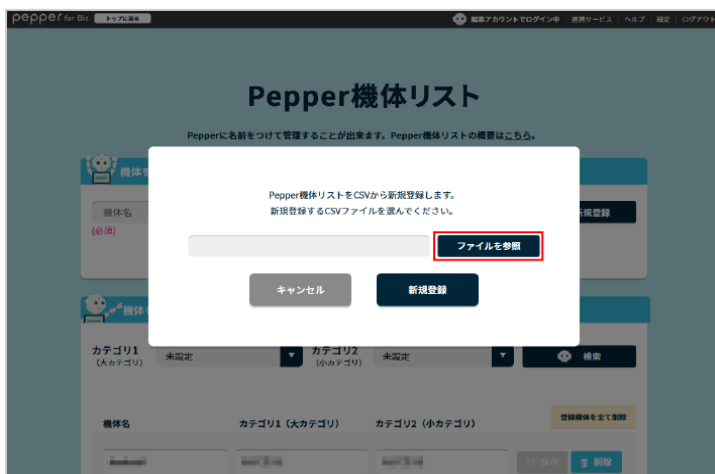 pepper for Biz トップに戻る 編集アカウントでログイン中 連携サービス ヘルプ 設定 ログアウト
Pepper機体リスト
Pepperに名前をつけて管理することが出来ます。Pepper機体リストの概要はこちら。
機体を
機体名
(必須)
新規登録
Pepper機体リストをCSVから新規登録します。
新規登録するCSVファイルを選んでください。
ファイルを参照
キャンセル 新規登録
機体を
カテゴリ1 未設定 カテゴリ2 未設定 検索
(大カテゴリ) (小カテゴリ)
登録機体を全て削除
機体名 カテゴリ1（大カテゴリ） カテゴリ2（小カテゴリ）
保存 削除